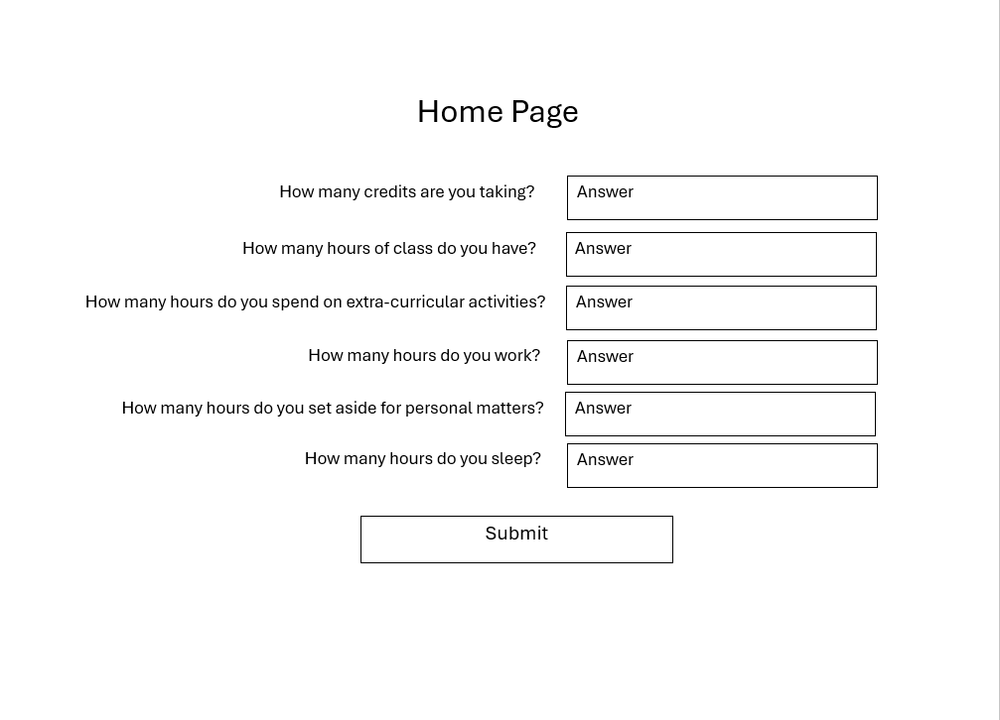 Home Page
How many credits are you taking? Answer
How many hours of class do you have? Answer
How many hours do you spend on extra-curricular activities? Answer
How many hours do you work? Answer
How many hours do you set aside for personal matters? Answer
How many hours do you sleep? Answer
Submit